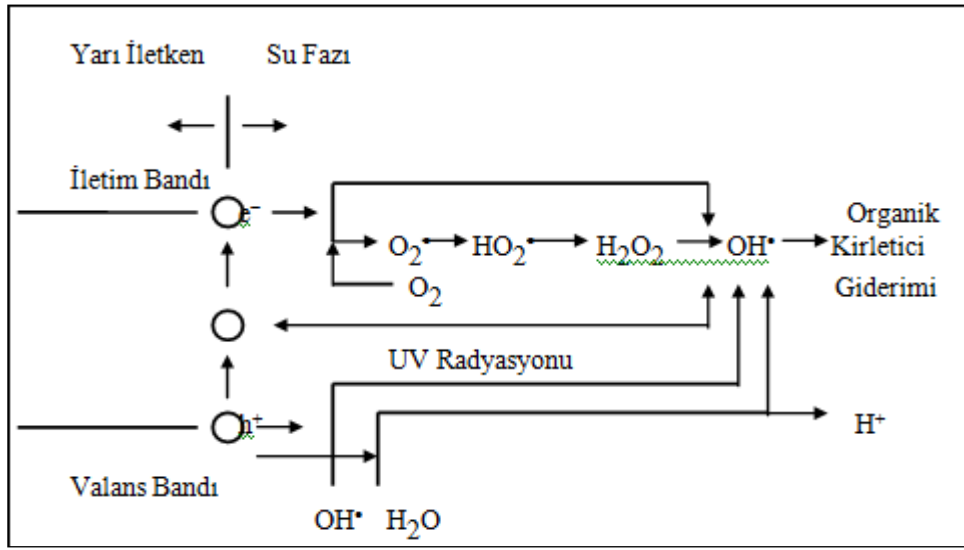 Yarı İletken Su Fazı
İletim Bandı
e⁻
Organik
O₂•⁻ HO₂• H₂O₂ OH• Kirletici
O₂ Giderimi
UV Radyasyonu
h⁺
H⁺
Valans Bandı
OH• H₂O